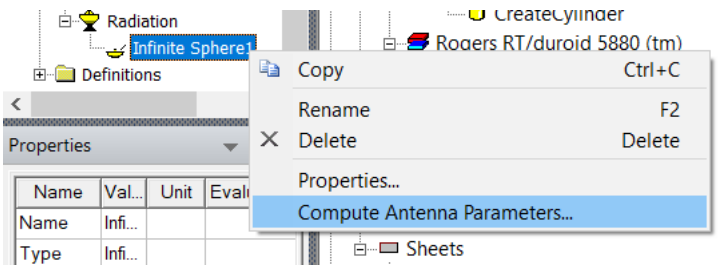 Radiation
Infinite Sphere1
Definitions
CreateCylinder
Rogers RT/duroid 5880 (tm)
Copy Ctrl+C
Rename F2
Delete Delete
Properties...
Compute Antenna Parameters...
Sheets
Properties
Name Val... Unit Evalu
Name Infi...
Type Infi...